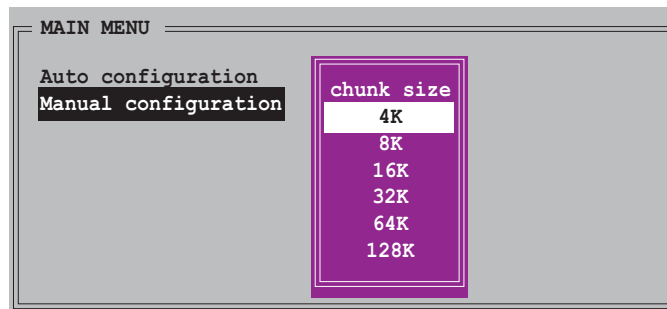 MAIN MENU
Auto configuration
Manual configuration
chunk size
4K
8K
16K
32K
64K
128K